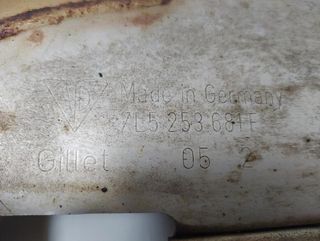 Made in Germany
7L5 253 681 F
Gillet 05 2